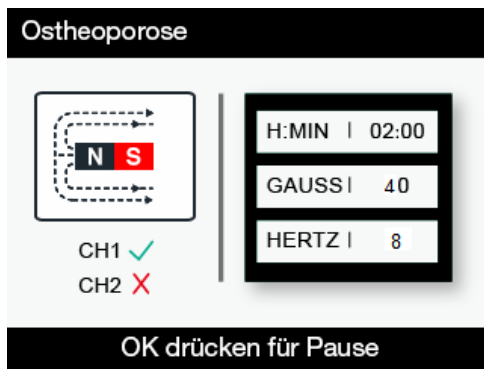 Ostheoporose
N S
CH1 ✓
CH2 X
H:MIN | 02:00
GAUSS | 40
HERTZ | 8
OK drücken für Pause